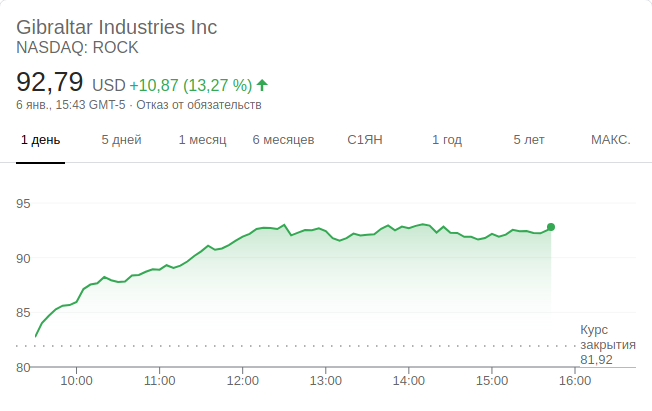 Gibraltar Industries Inc
NASDAQ: ROCK
92,79 USD +10,87 (13,27 %)
6 янв., 15:43 GMT-5 · Отказ от обязательств
1 день 5 дней 1 месяц 6 месяцев С1ЯН 1 год 5 лет МАКС.
95
90
85
Курс
закрытия
81,92
80
10:00 11:00 12:00 13:00 14:00 15:00 16:00